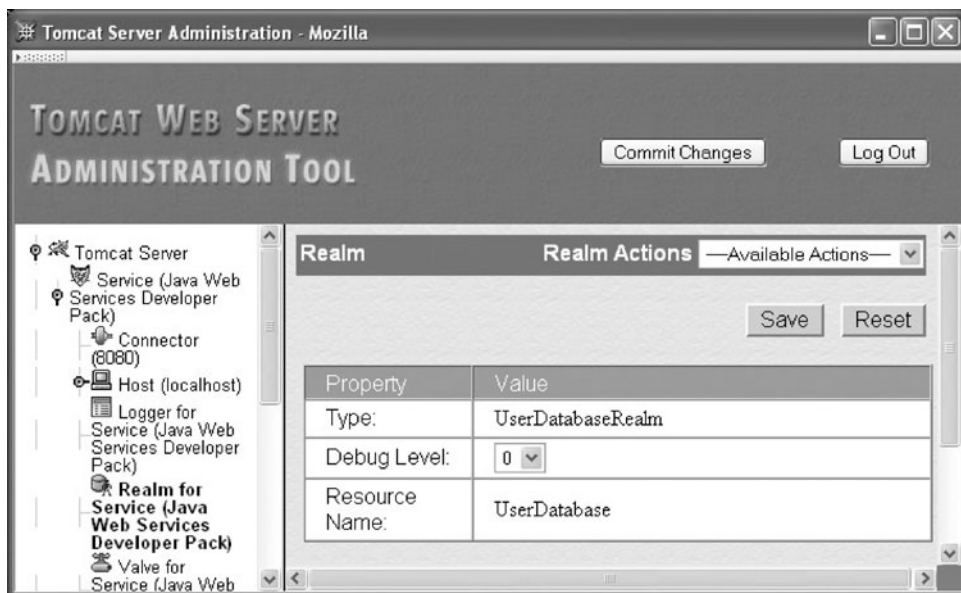 Tomcat Server Administration - Mozilla
TOMCAT WEB SERVER
ADMINISTRATION TOOL
Commit Changes
Log Out
Tomcat Server
Service (Java Web
Services Developer
Pack)
Connector
(8080)
Host (localhost)
Logger for
Service (Java Web
Services Developer
Pack)
Realm for
Service (Java
Web Services
Developer Pack)
Valve for
Service (Java Web
Realm
Realm Actions
—Available Actions—
Save
Reset
Property
Value
Type:
UserDatabaseRealm
Debug Level:
0
Resource
Name:
UserDatabase